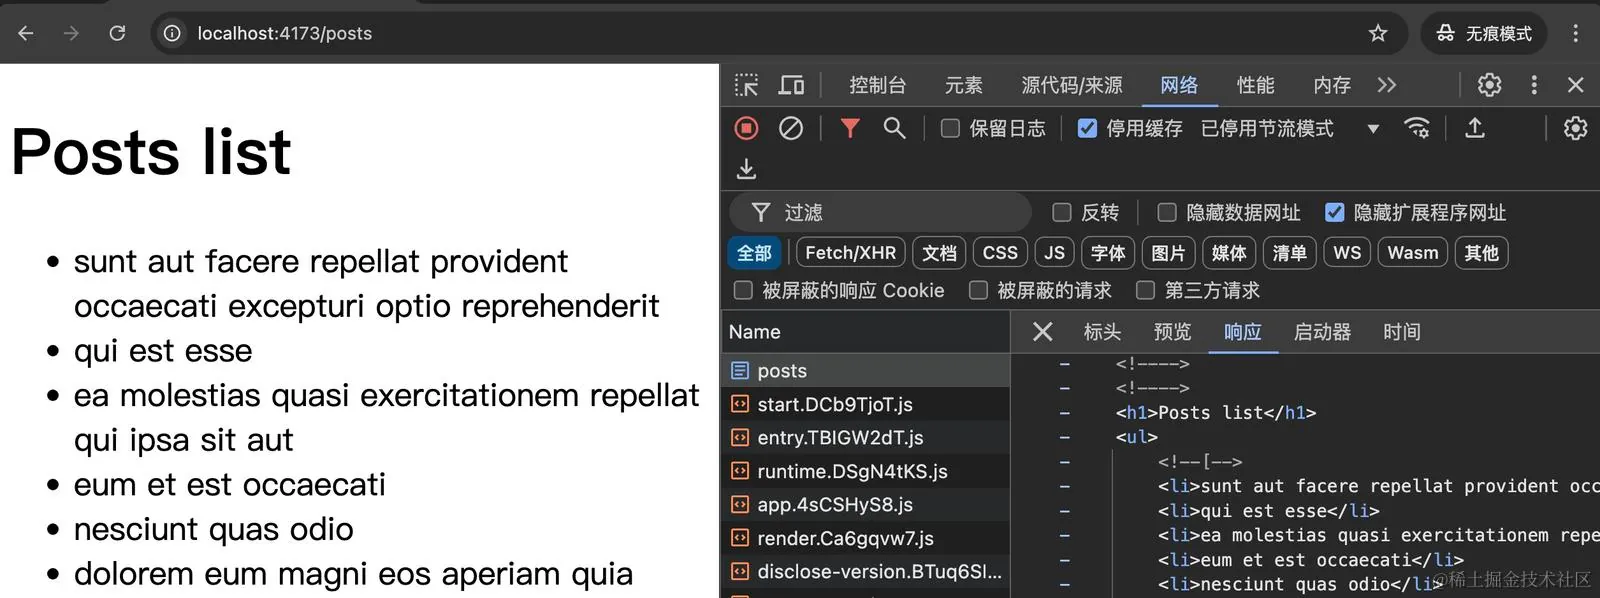 localhost:4173/posts
无痕模式
Posts list
sunt aut facere repellat provident
occaecati excepturi optio reprehenderit
qui est esse
ea molestias quasi exercitationem repellat
qui ipsa sit aut
eum et est occaecati
nesciunt quas odio
dolorem eum magni eos aperiam quia
控制台 元素 源代码/来源 网络 性能 内存
保留日志 停用缓存 已停用节流模式
过滤 反转 隐藏数据网址 隐藏扩展程序网址
全部 Fetch/XHR 文档 CSS JS 字体 图片 媒体 清单 WS Wasm 其他
被屏蔽的响应 Cookie 被屏蔽的请求 第三方请求
Name
posts
start.DCb9TjoT.js
entry.TBIGW2dT.js
runtime.DSgN4tKS.js
app.4sCSHyS8.js
render.Ca6gqvw7.js
disclose-version.BTuq6Sl...
标头 预览 响应 启动器 时间
- <!---->
- <!---->
- <h1>Posts list</h1>
- <ul>
- <!--[-->
- <li>sunt aut facere repellat provident occ
- <li>qui est esse</li>
- <li>ea molestias quasi exercitationem repe
- <li>eum et est occaecati</li>
- <li>nesciunt quas odio</li>
@稀土掘金技术社区